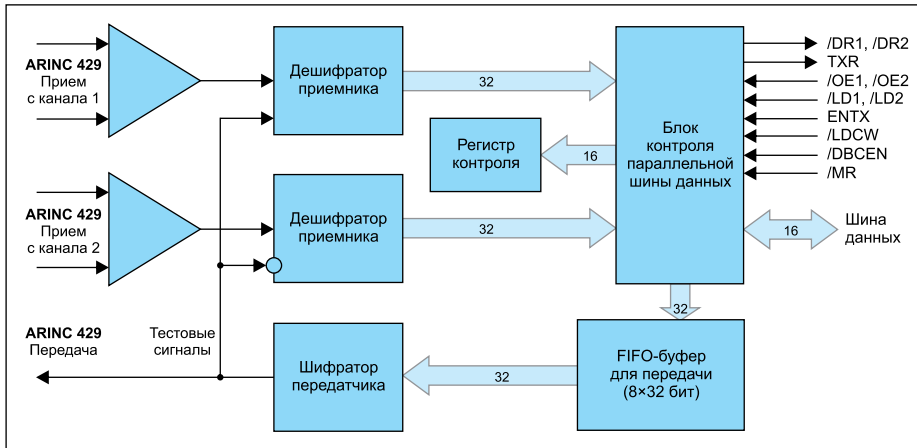 ARINC 429
Прием
с канала 1
Дешифратор
приемника
32
Регистр
контроля
16
Блок
контроля
параллельной
шины данных
/DR1, /DR2
TXR
/OE1, /OE2
/LD1, /LD2
ENTX
/LDCW
/DBCEN
/MR
ARINC 429
Прием
с канала 2
Дешифратор
приемника
32
16
Шина
данных
32
ARINC 429
Передача
Тестовые
сигналы
Шифратор
передатчика
32
FIFO-буфер
для передачи
(8×32 бит)